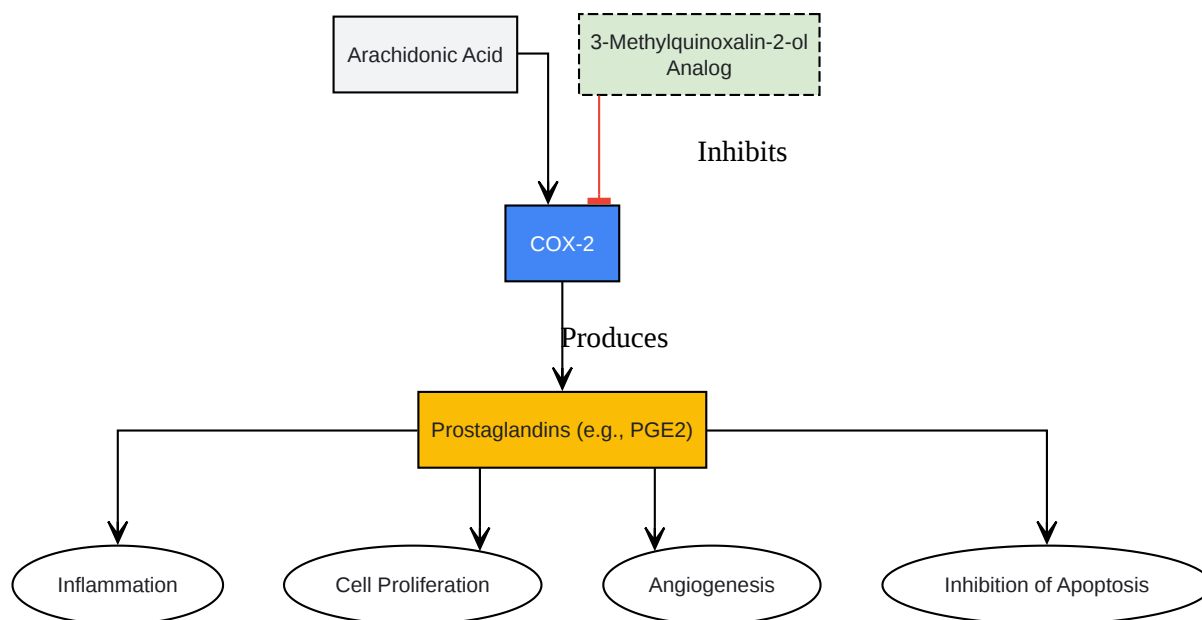 Arachidonic Acid
3-Methylquinoxalin-2-ol
Analog
Inhibits
COX-2
Produces
Prostaglandins (e.g., PGE2)
Inflammation
Cell Proliferation
Angiogenesis
Inhibition of Apoptosis